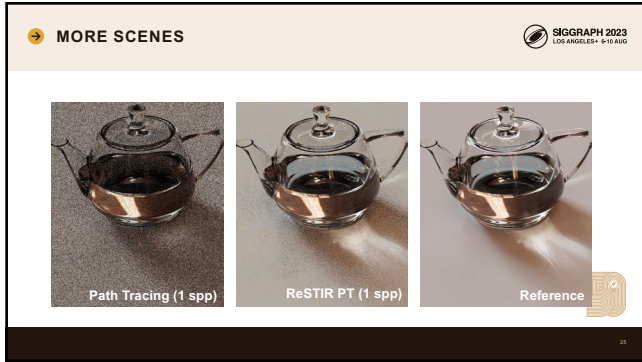 MORE SCENES
SIGGRAPH 2023
LOS ANGELES+ 6-10 AUG
Path Tracing (1 spp)
ReSTIR PT (1 spp)
Reference
25